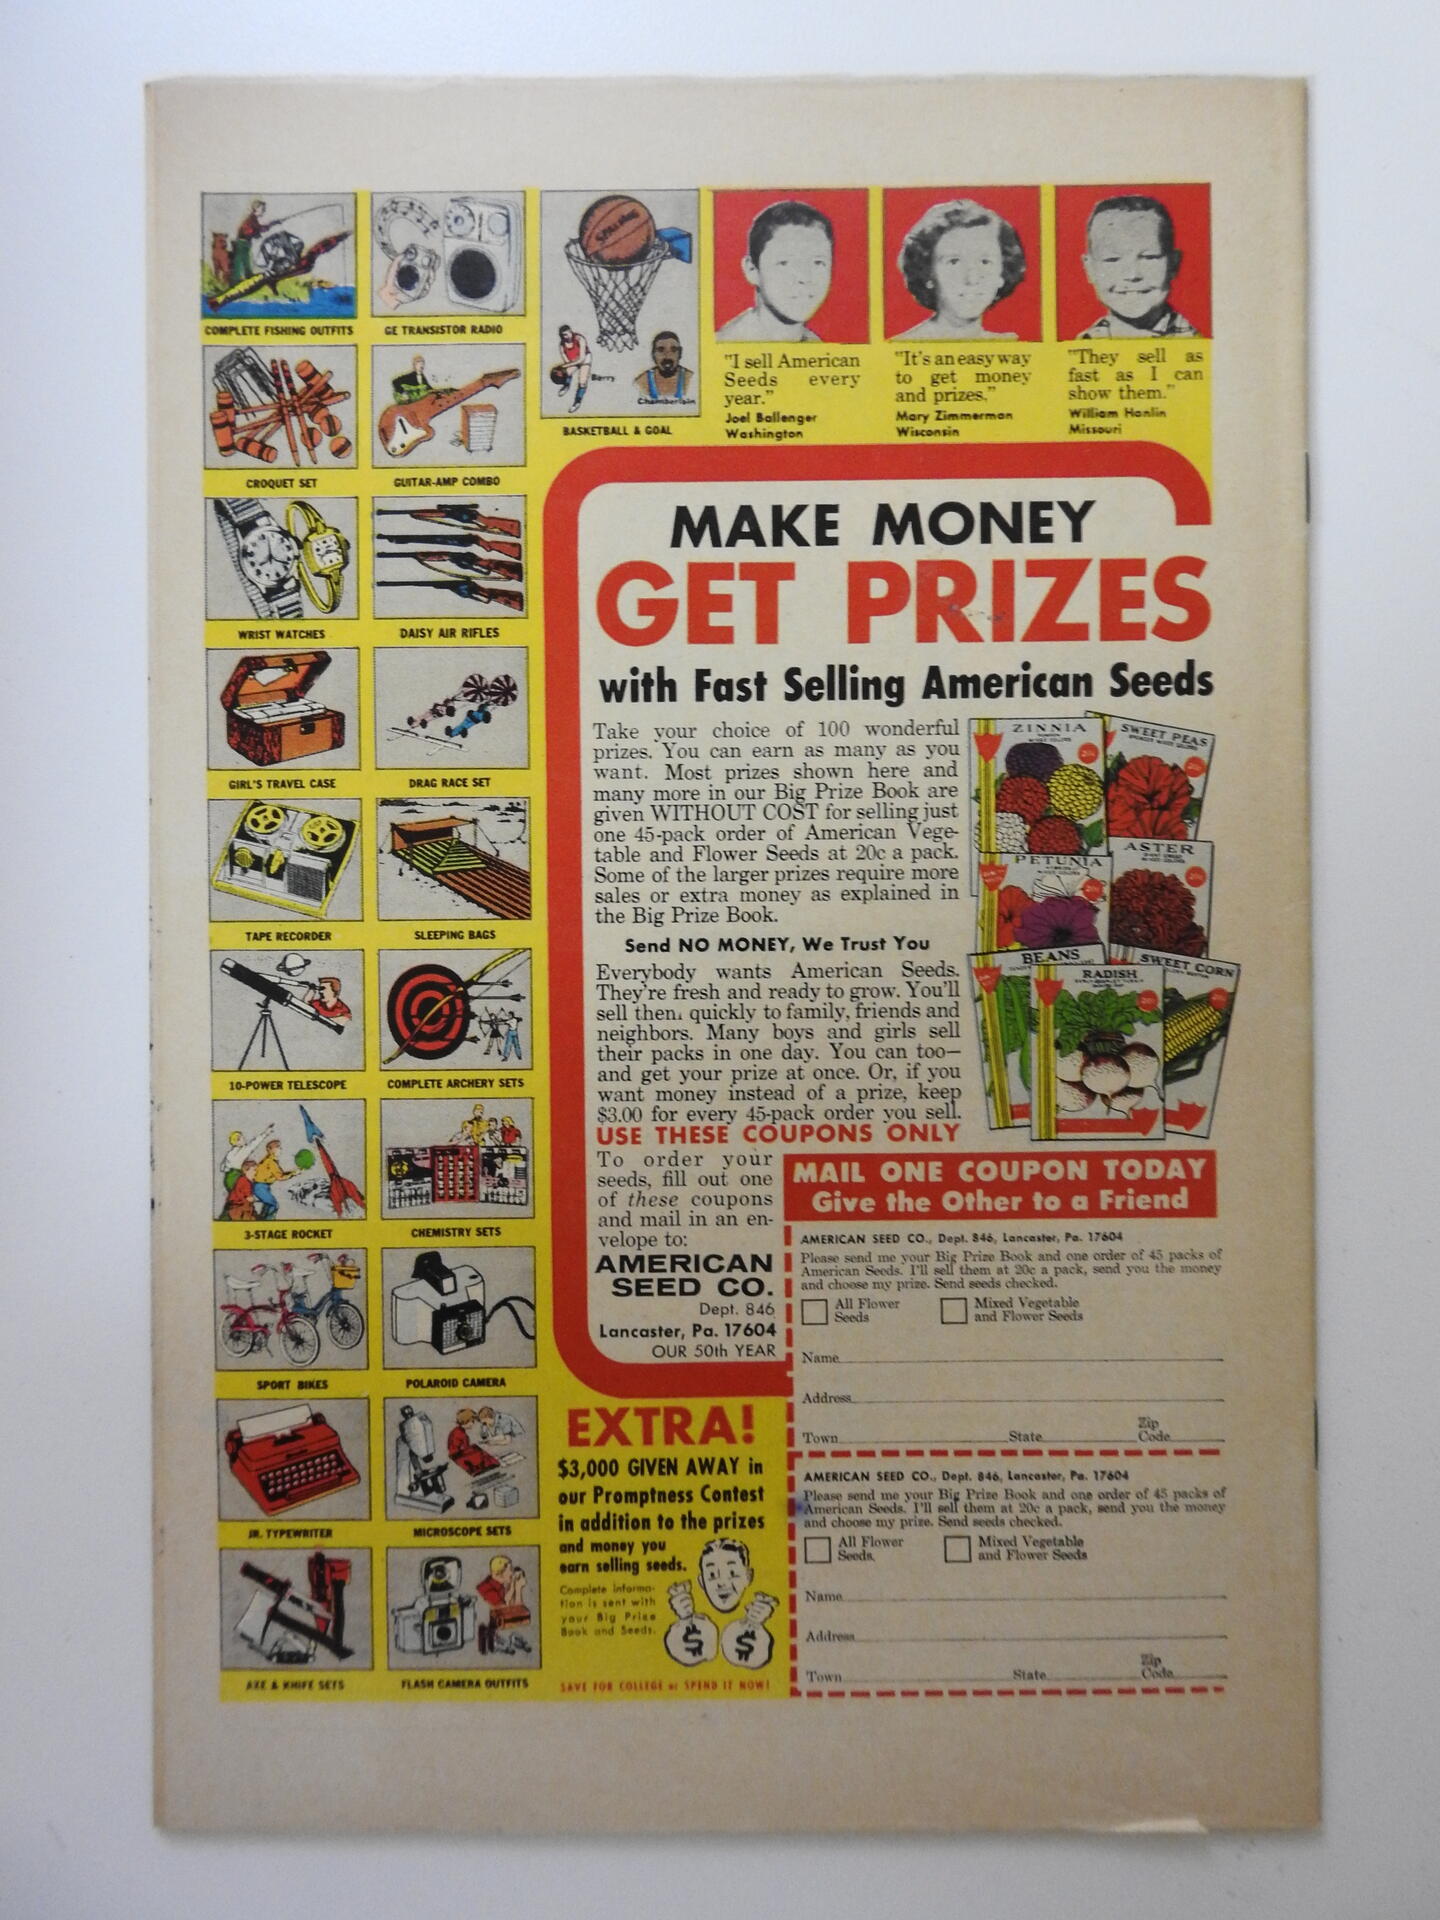 COMPLETE FISHING OUTFITS
GE TRANSISTOR RADIO
SPALDING
Barry
Chamberlain
BASKETBALL & GOAL
"I sell American
Seeds every
year."
Joel Ballenger
Washington
"It's an easy way
to get money
and prizes."
Mary Zimmerman
Wisconsin
"They sell as
fast as I can
show them."
William Hanlin
Missouri
CROQUET SET
GUITAR-AMP COMBO
WRIST WATCHES
DAISY AIR RIFLES
GIRL'S TRAVEL CASE
DRAG RACE SET
TAPE RECORDER
SLEEPING BAGS
10-POWER TELESCOPE
COMPLETE ARCHERY SETS
3-STAGE ROCKET
CHEMISTRY SETS
SPORT BIKES
POLAROID CAMERA
JR. TYPEWRITER
MICROSCOPE SETS
AXE & KNIFE SETS
FLASH CAMERA OUTFITS
MAKE MONEY
GET PRIZES
with Fast Selling American Seeds
Take your choice of 100 wonderful
prizes. You can earn as many as you
want. Most prizes shown here and
many more in our Big Prize Book are
given WITHOUT COST for selling just
one 45-pack order of American Vege-
table and Flower Seeds at 20c a pack.
Some of the larger prizes require more
sales or extra money as explained in
the Big Prize Book.
Send NO MONEY, We Trust You
Everybody wants American Seeds.
They're fresh and ready to grow. You'll
sell them quickly to family, friends and
neighbors. Many boys and girls sell
their packs in one day. You can too—
and get your prize at once. Or, if you
want money instead of a prize, keep
$3.00 for every 45-pack order you sell.
USE THESE COUPONS ONLY
To order your
seeds, fill out one
of these coupons
and mail in an en-
velope to:
AMERICAN
SEED CO.
Dept. 846
Lancaster, Pa. 17604
OUR 50th YEAR
ZINNIA
SWEET PEAS
PETUNIA
ASTER
BEANS
RADISH
SWEET CORN
MAIL ONE COUPON TODAY
Give the Other to a Friend
AMERICAN SEED CO., Dept. 846, Lancaster, Pa. 17604
Please send me your Big Prize Book and one order of 45 packs of
American Seeds. I'll sell them at 20c a pack, send you the money
and choose my prize. Send seeds checked.
All Flower
Seeds
Mixed Vegetable
and Flower Seeds
Name
Address
Town State Zip Code
AMERICAN SEED CO., Dept. 846, Lancaster, Pa. 17604
Please send me your Big Prize Book and one order of 45 packs of
American Seeds. I'll sell them at 20c a pack, send you the money
and choose my prize. Send seeds checked.
All Flower
Seeds.
Mixed Vegetable
and Flower Seeds
Name
Address
Town State Zip Code
EXTRA!
$3,000 GIVEN AWAY in
our Promptness Contest
in addition to the prizes
and money you
earn selling seeds.
Complete informa-
tion is sent with
your Big Prize
Book and Seeds.
$ $
SAVE FOR COLLEGE or SPEND IT NOW!